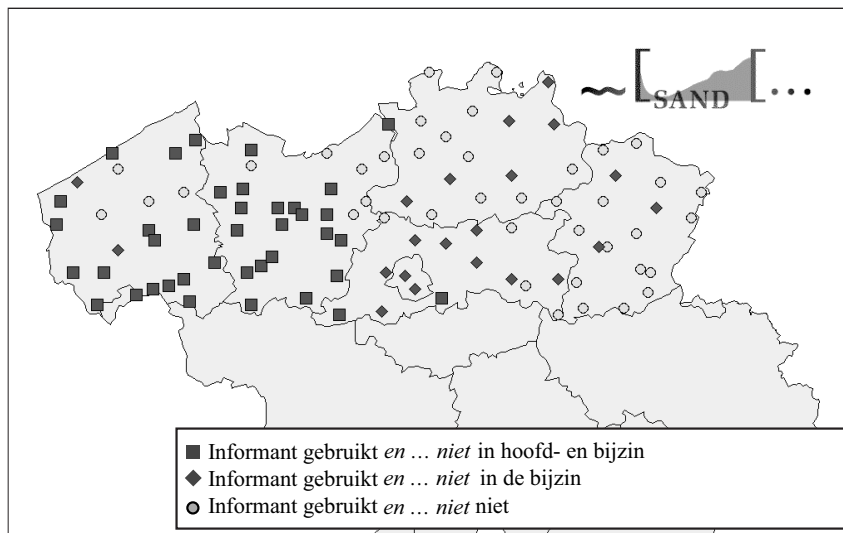 SAND
Informant gebruikt en ... niet in hoofd- en bijzin
Informant gebruikt en ... niet in de bijzin
Informant gebruikt en ... niet niet